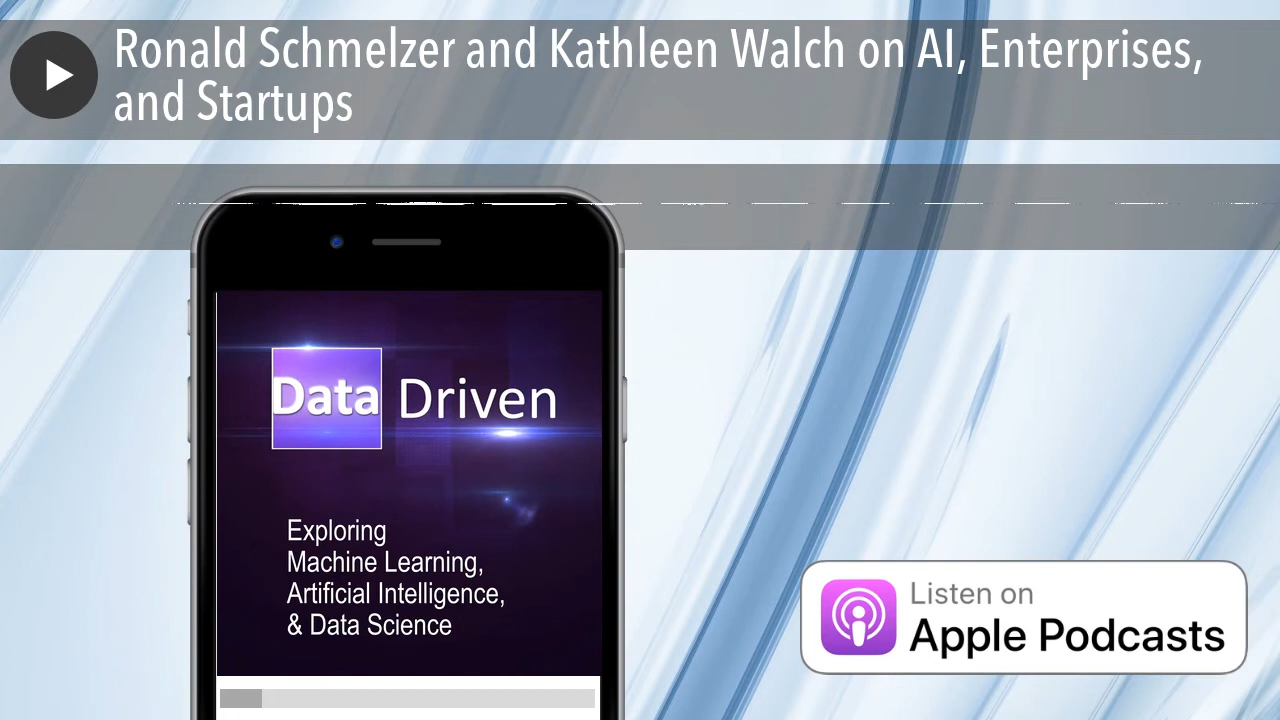 Ronald Schmelzer and Kathleen Walch on AI, Enterprises,
and Startups
Data Driven
Exploring
Machine Learning,
Artificial Intelligence,
& Data Science
Listen on
Apple Podcasts